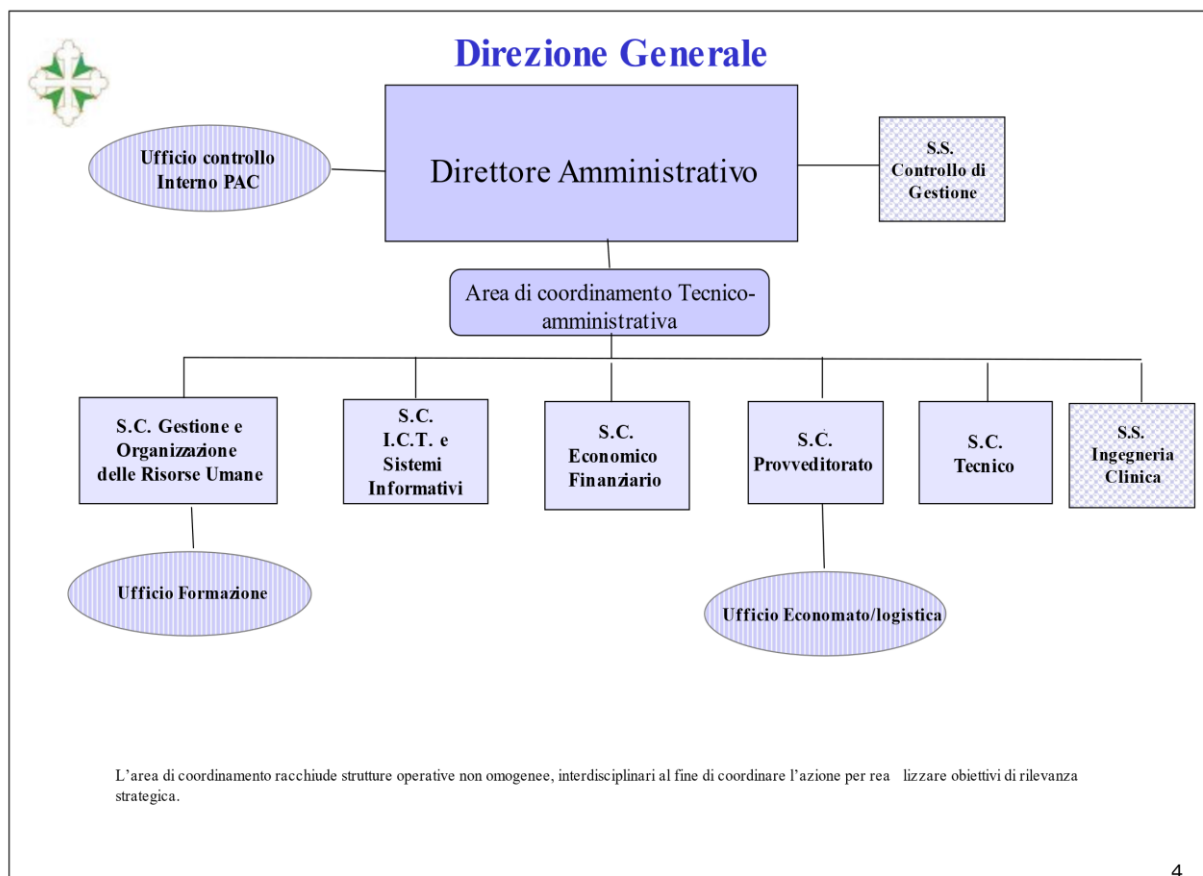 Direzione Generale
Ufficio controllo
Interno PAC
Direttore Amministrativo
S.S.
Controllo di
Gestione
Area di coordinamento Tecnico-
amministrativa
S.C. Gestione e
Organizzazione
delle Risorse Umane
S.C.
I.C.T. e
Sistemi
Informativi
S.C.
Economico
Finanziario
S.C.
Provveditorato
S.C.
Tecnico
S.S.
Ingegneria
Clinica
Ufficio Formazione
Ufficio Economato/logistica
L'area di coordinamento racchiude strutture operative non omogenee, interdisciplinari al fine di coordinare l'azione per rea lizzare obiettivi di rilevanza
strategica.
4